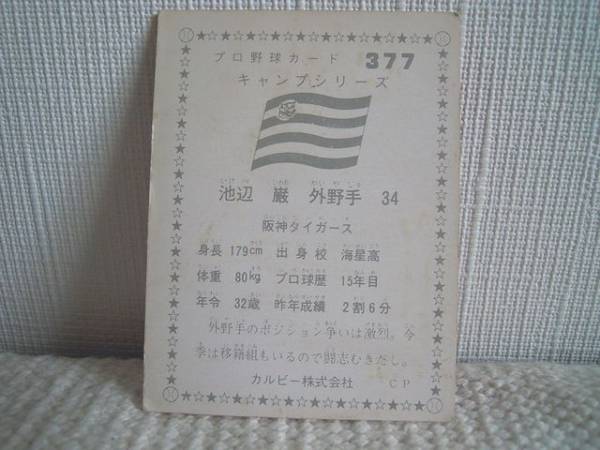 プロ野球カード 377
キャンプシリーズ
池辺 巌 外野手 34
阪神タイガース
身長 179cm 出身校 海星高
体重 80kg プロ球歴 15年目
年令 32歳 昨年成績 2割6分
外野手のポジション争いは激烈。今
季は移籍組もいるので闘志むきだし。
カルビー株式会社 CP